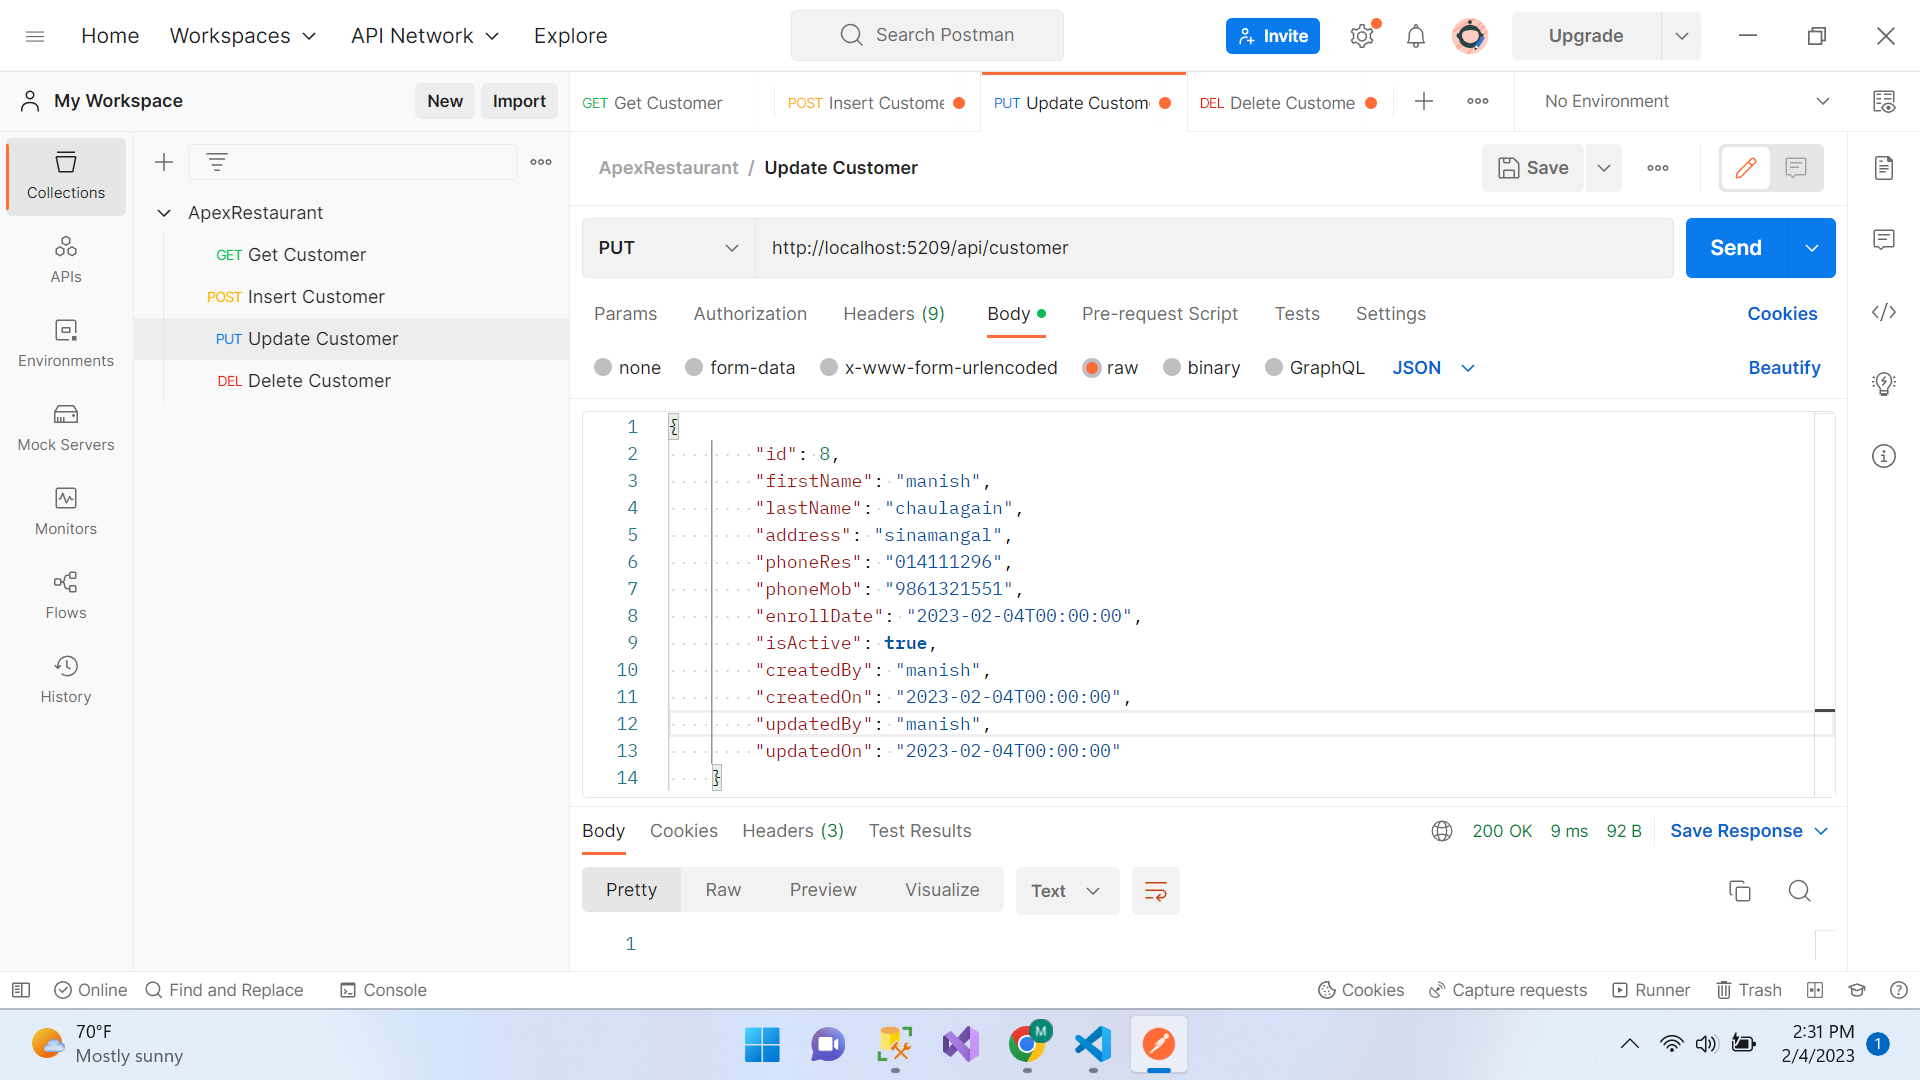 Home Workspaces API Network Explore Search Postman Invite Upgrade
My Workspace New Import GET Get Customer POST Insert Custome PUT Update Custom DEL Delete Custome No Environment
Collections
APIs
Environments
Mock Servers
Monitors
Flows
History
ApexRestaurant
GET Get Customer
POST Insert Customer
PUT Update Customer
DEL Delete Customer
ApexRestaurant / Update Customer Save
PUT http://localhost:5209/api/customer Send
Params Authorization Headers (9) Body Pre-request Script Tests Settings Cookies
none form-data x-www-form-urlencoded raw binary GraphQL JSON Beautify
1 {
2 "id": 8,
3 "firstName": "manish",
4 "lastName": "chaulagain",
5 "address": "sinamangal",
6 "phoneRes": "014111296",
7 "phoneMob": "9861321551",
8 "enrollDate": "2023-02-04T00:00:00",
9 "isActive": true,
10 "createdBy": "manish",
11 "createdOn": "2023-02-04T00:00:00",
12 "updatedBy": "manish",
13 "updatedOn": "2023-02-04T00:00:00"
14 }
Body Cookies Headers (3) Test Results 200 OK 9 ms 92 B Save Response
Pretty Raw Preview Visualize Text
1
Online Find and Replace Console Cookies Capture requests Runner Trash
70°F
Mostly sunny
M
2:31 PM
2/4/2023
1